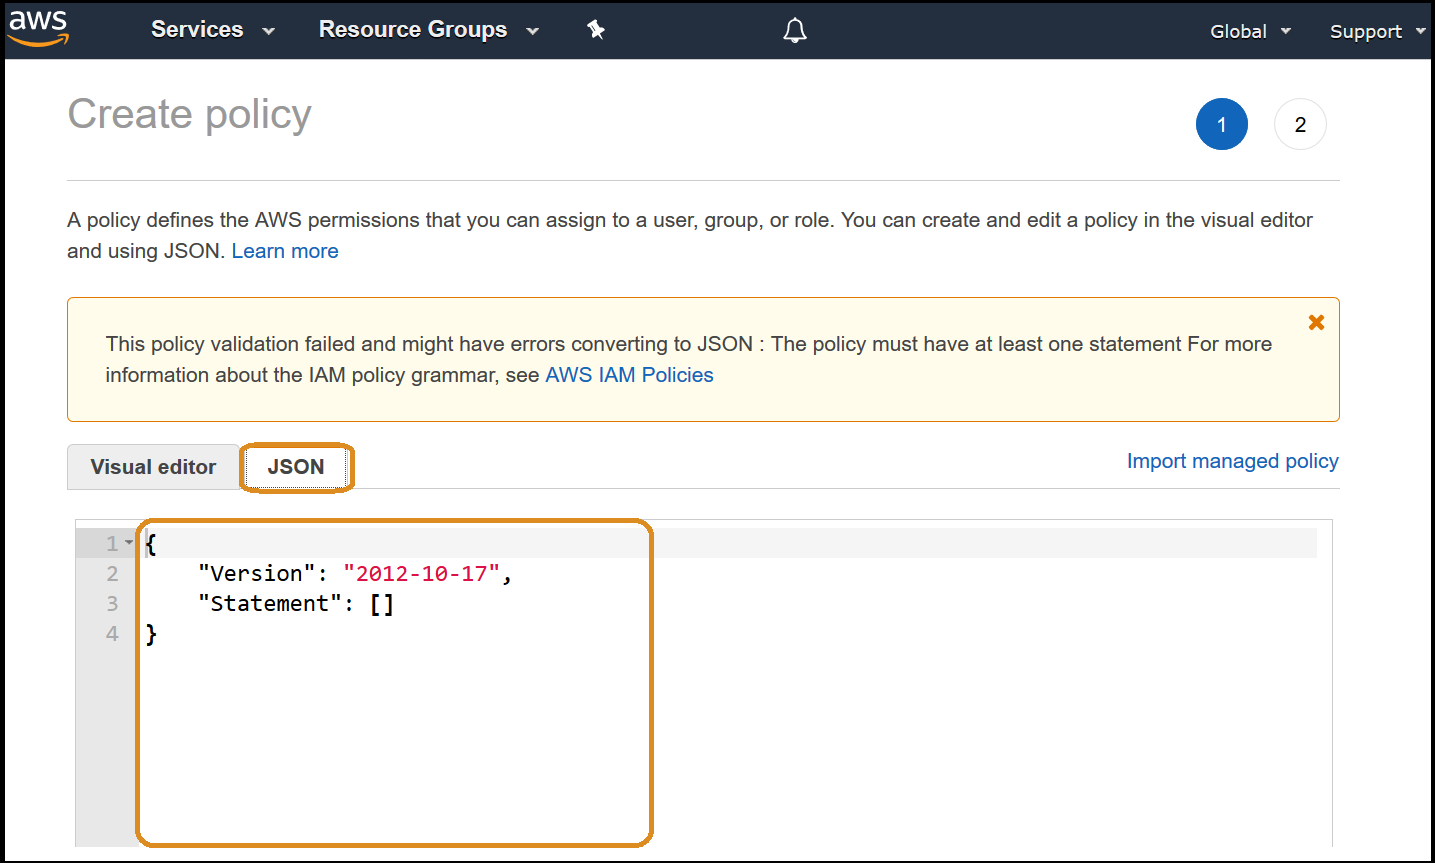 aws Services Resource Groups Global Support
Create policy
1 2
A policy defines the AWS permissions that you can assign to a user, group, or role. You can create and edit a policy in the visual editor
and using JSON. Learn more
This policy validation failed and might have errors converting to JSON : The policy must have at least one statement For more
information about the IAM policy grammar, see AWS IAM Policies
Visual editor JSON Import managed policy
1 {
2 "Version": "2012-10-17",
3 "Statement": []
4 }